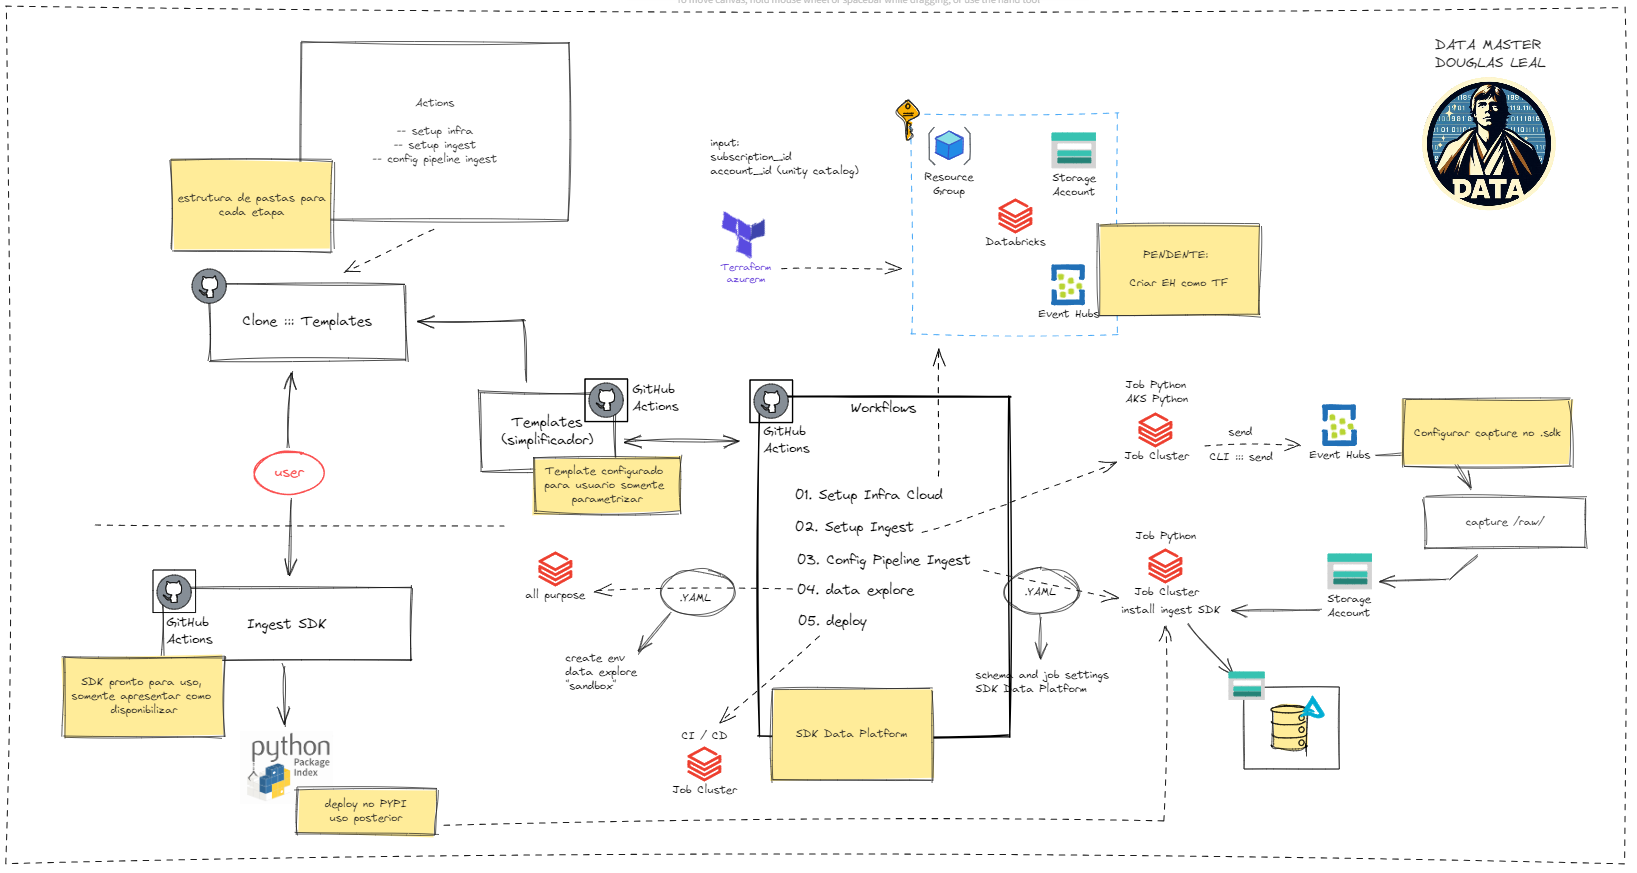 To move canvas, hold mouse wheel or spacebar while dragging, or use the hand tool
DATA MASTER
DOUGLAS LEAL
DATA
Actions
-- setup infra
-- setup ingest
-- config pipeline ingest
estrutura de pastas para
cada etapa
Clone ::: Templates
user
input:
subscription_id
account_id (unity catalog)
Terraform
azurerm
Resource
Group
Storage
Account
Databricks
Event Hubs
PENDENTE:
Criar EH como TF
Templates
(simplificador)
GitHub
Actions
Template configurado
para usuario somente
parametrizar
GitHub
Actions
Workflows
01. Setup Infra Cloud
02. Setup Ingest
03. Config Pipeline Ingest
04. data explore
05. deploy
SDK Data Platform
Job Python
AKS Python
Job Cluster
send
CLI ::: send
Event Hubs
Configurar capture no .sdk
capture /raw/
Storage
Account
Job Python
Job Cluster
install ingest SDK
.YAML
schema and job settings
SDK Data Platform
.YAML
all purpose
create env
data explore
"sandbox"
CI / CD
Job Cluster
GitHub
Actions
Ingest SDK
SDK pronto para uso,
somente apresentar como
disponibilizar
python
Package
Index
deploy no PYPI
uso posterior